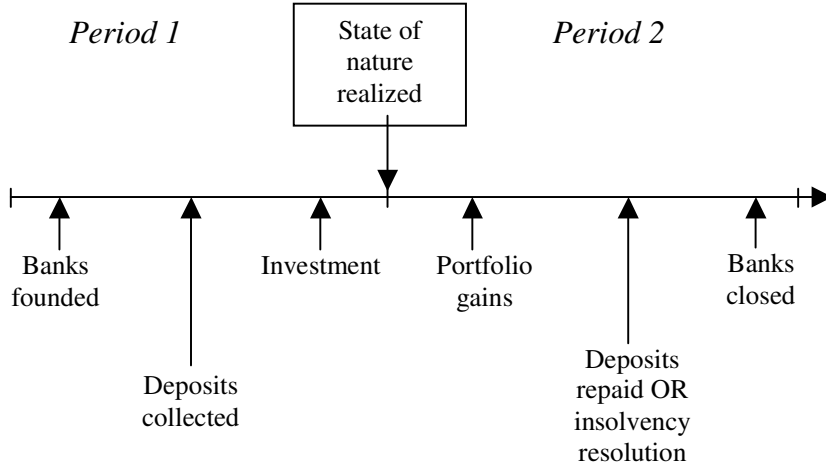 Period 1
State of
nature
realized
Period 2
Banks
founded
Deposits
collected
Investment
Portfolio
gains
Deposits
repaid OR
insolvency
resolution
Banks
closed